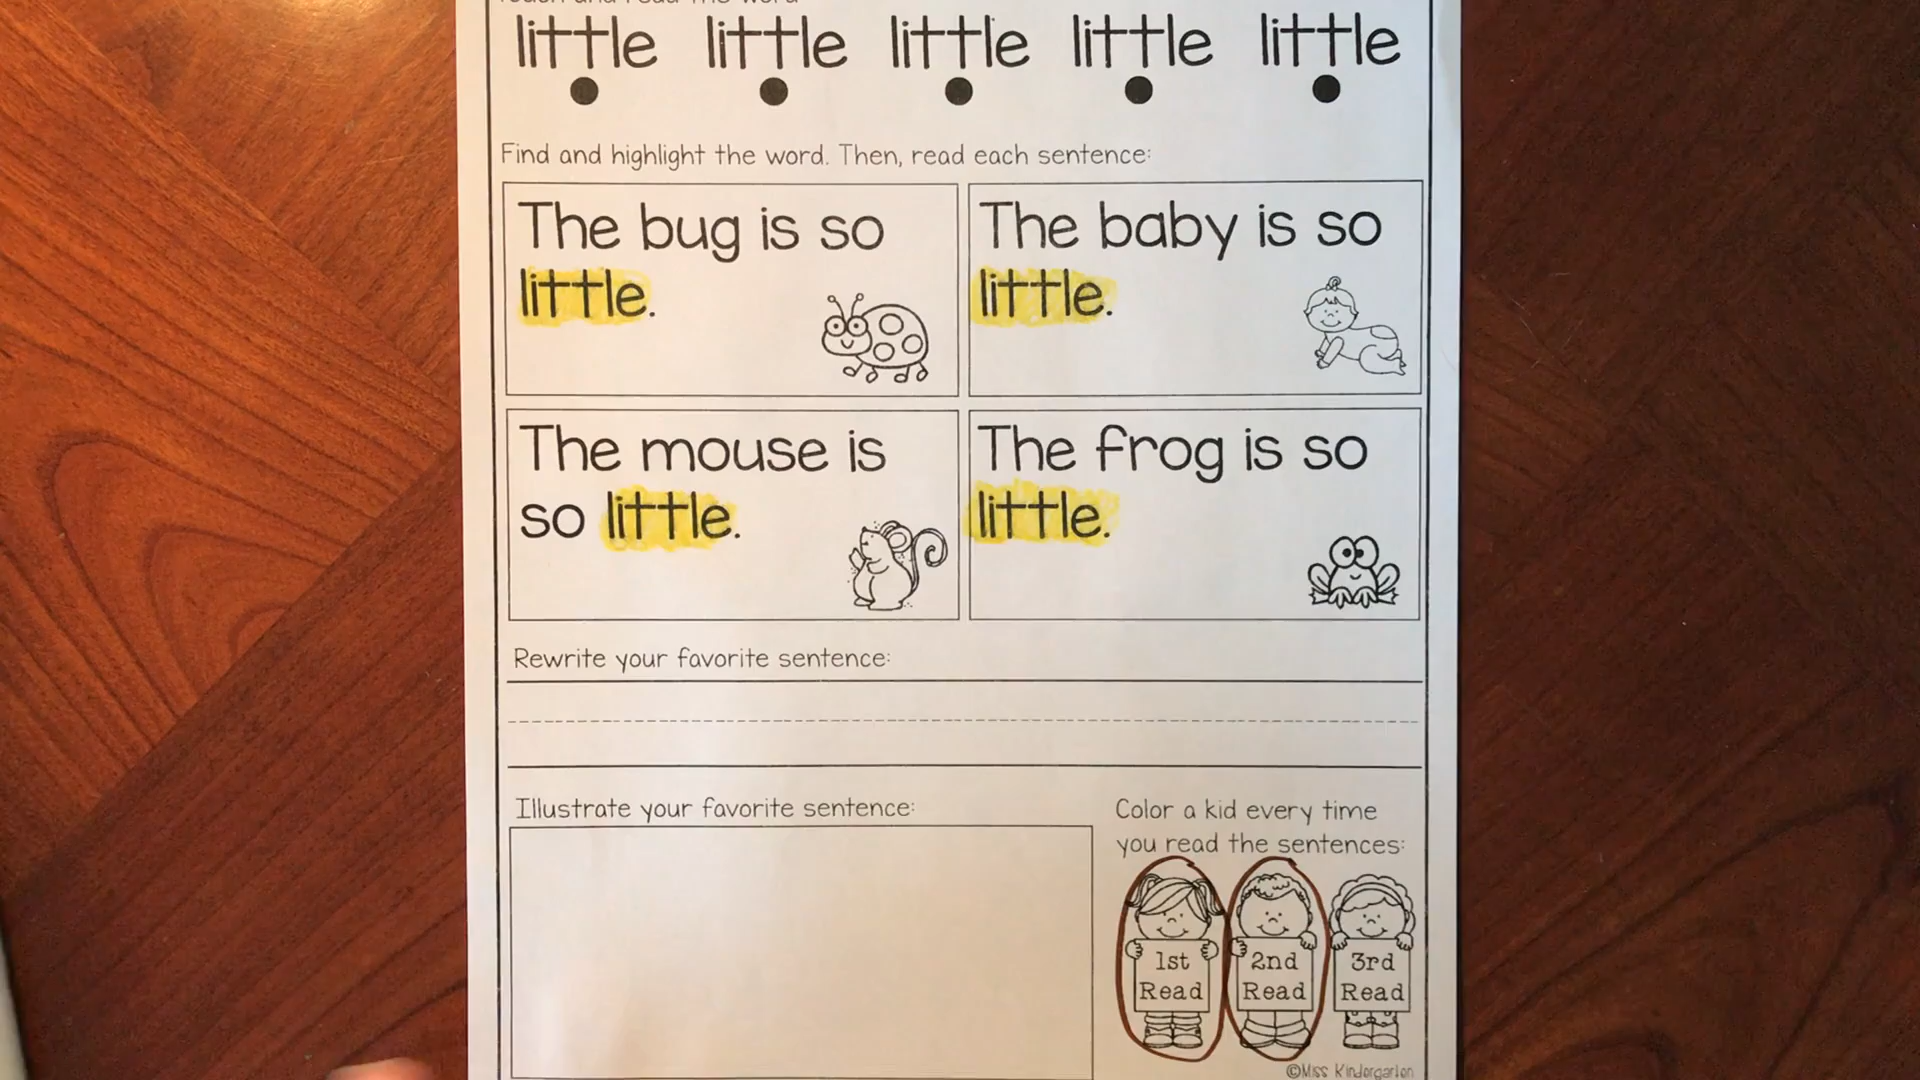 little little little little little
Find and highlight the word. Then, read each sentence:
The bug is so
little.
The baby is so
little.
The mouse is
so little.
The frog is so
little.
Rewrite your favorite sentence:
Illustrate your favorite sentence:
Color a kid every time
you read the sentences:
1st
Read
2nd
Read
3rd
Read
©Miss Kindergarten